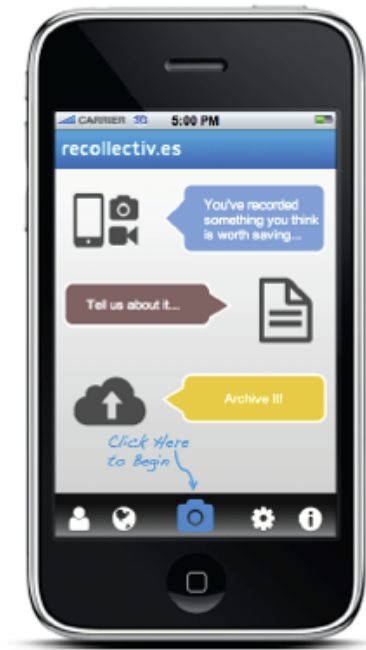 CARRIER 3G 5:00 PM
recollectiv.es
You've recorded
something you think
is worth saving...
Tell us about it...
Archive It!
Click Here
to Begin